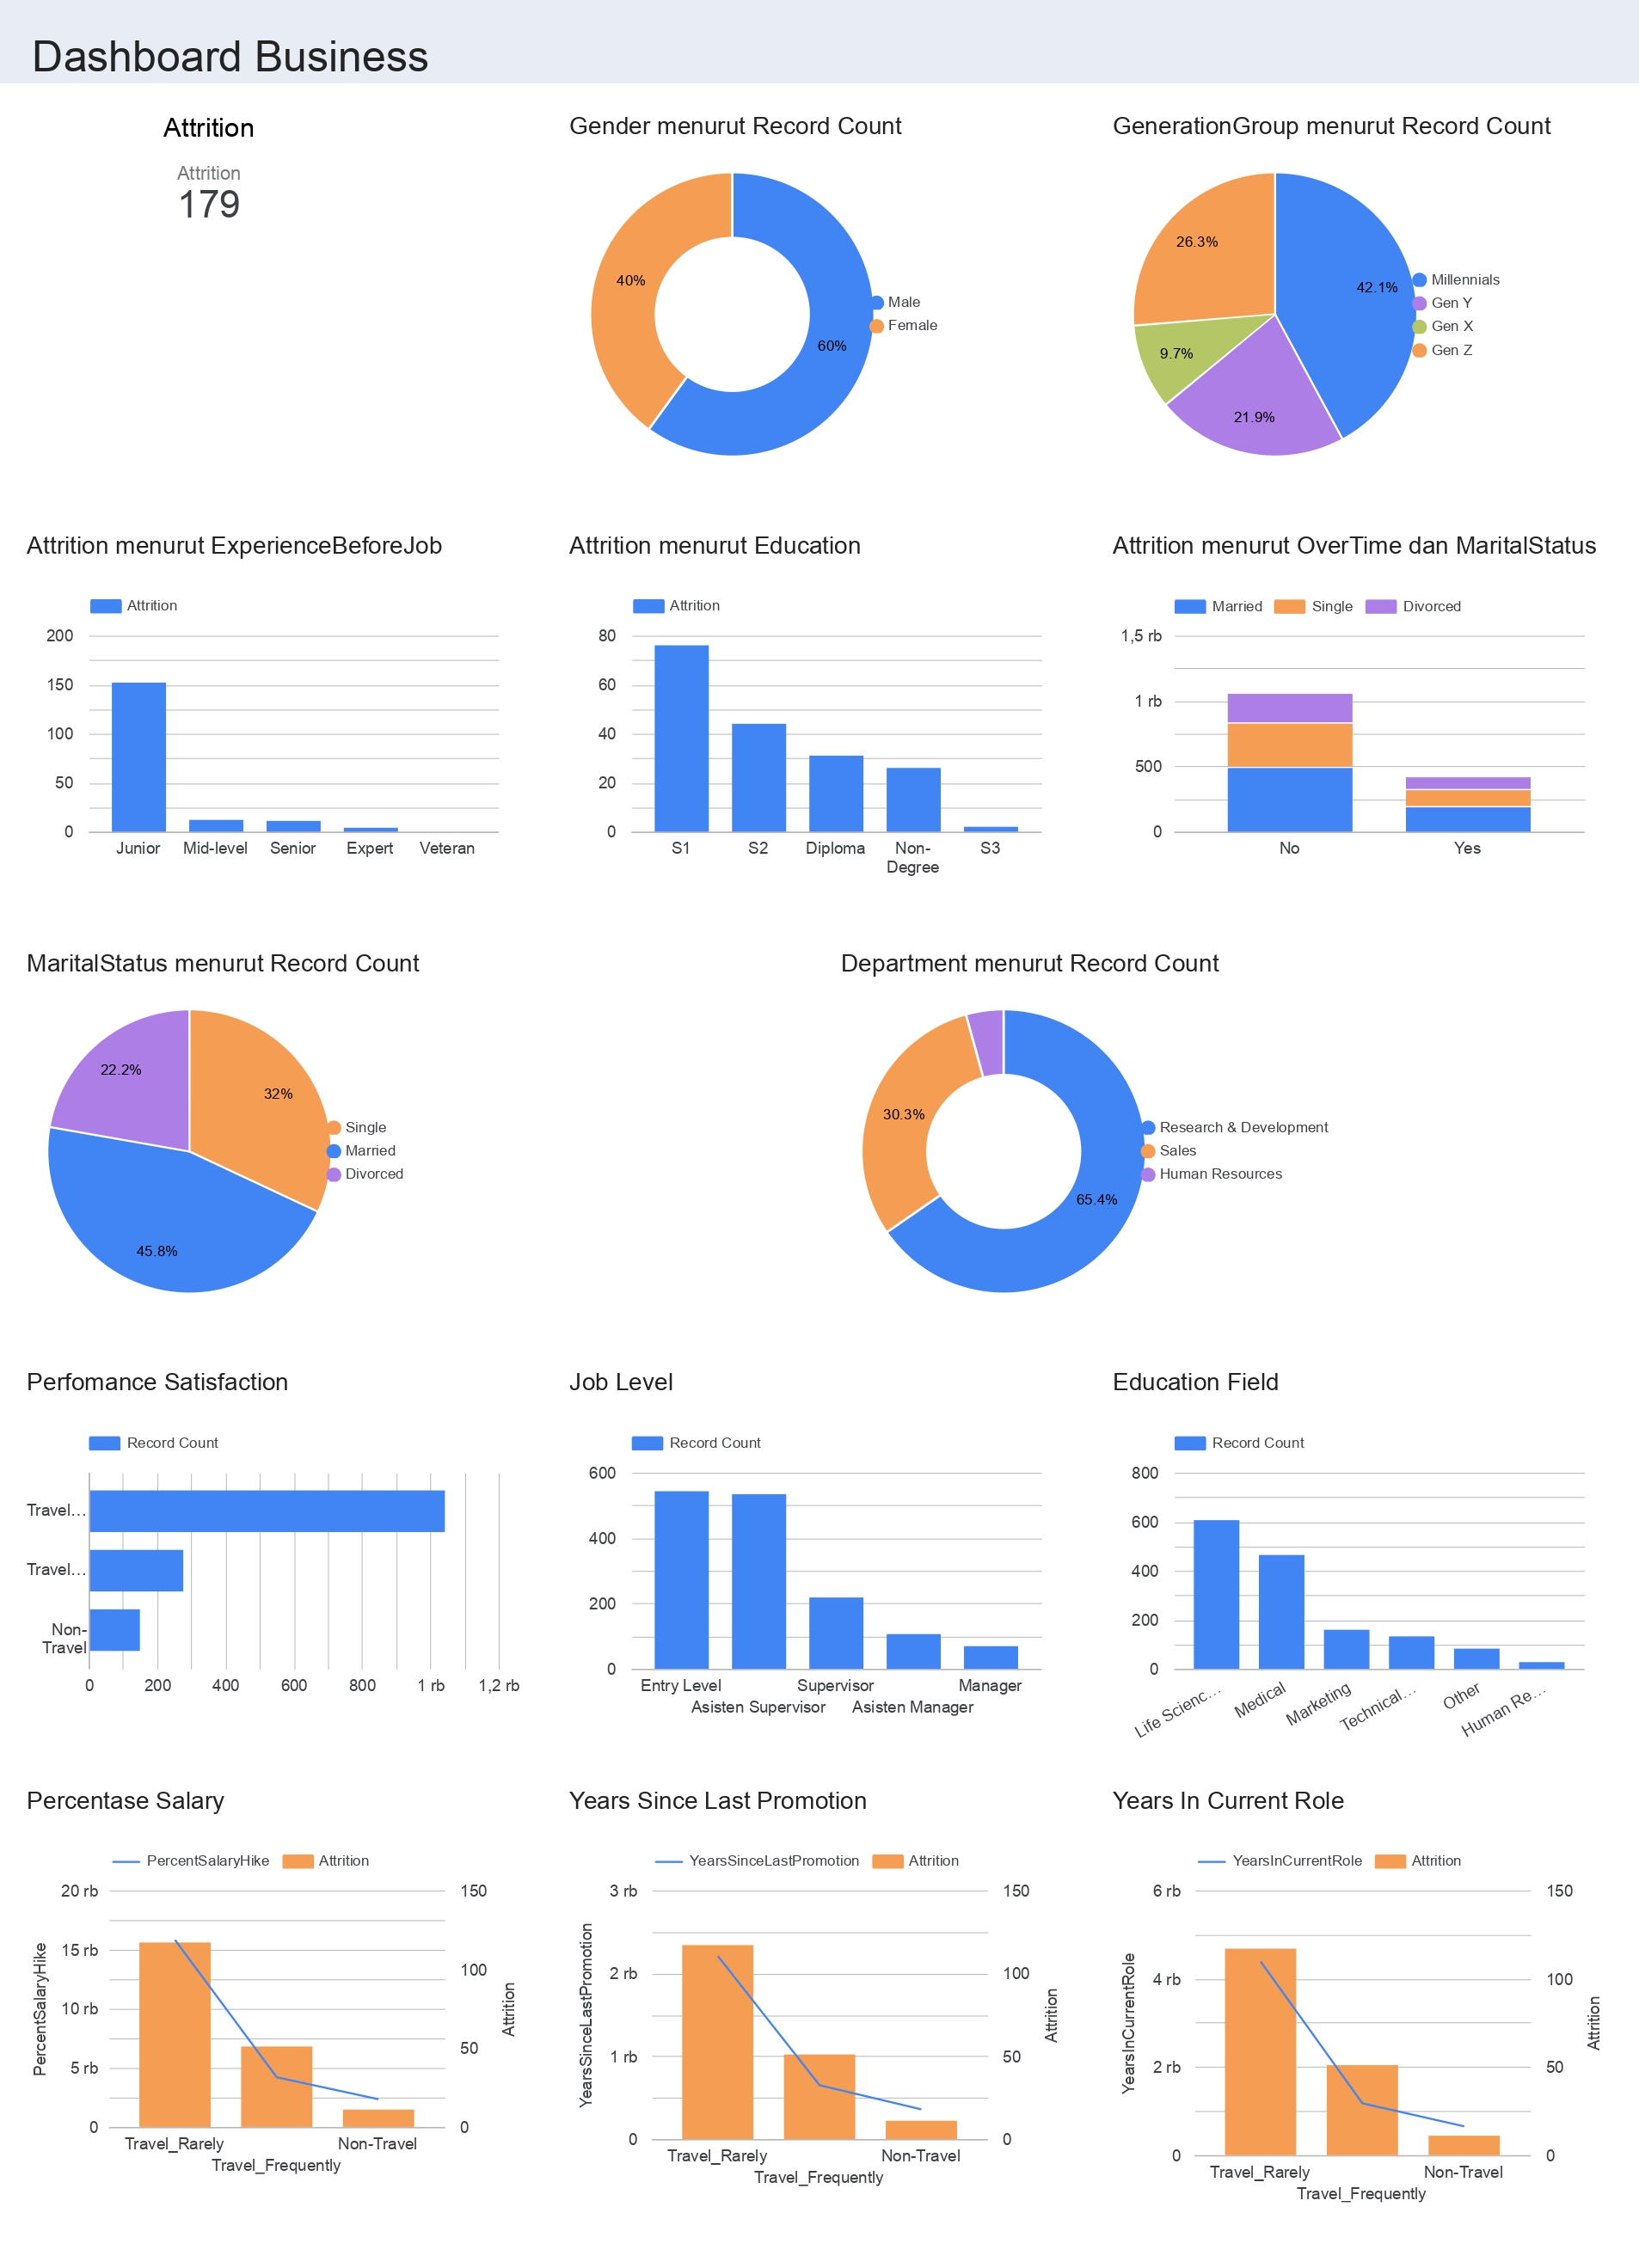 Dashboard Business
Attrition
Attrition
179
Gender menurut Record Count
40%
60%
Male
Female
GenerationGroup menurut Record Count
26.3%
42.1%
9.7%
21.9%
Millennials
Gen Y
Gen X
Gen Z
Attrition menurut ExperienceBeforeJob
Attrition
200
150
100
50
0
Junior Mid-level Senior Expert Veteran
Attrition menurut Education
Attrition
80
60
40
20
0
S1 S2 Diploma Non-Degree S3
Attrition menurut OverTime dan MaritalStatus
Married Single Divorced
1,5 rb
1 rb
500
0
No Yes
MaritalStatus menurut Record Count
22.2%
32%
45.8%
Single
Married
Divorced
Department menurut Record Count
30.3%
65.4%
Research & Development
Sales
Human Resources
Perfomance Satisfaction
Record Count
Travel…
Travel…
Non-
Travel
0 200 400 600 800 1 rb 1,2 rb
Job Level
Record Count
600
400
200
0
Entry Level Supervisor Manager
Asisten Supervisor Asisten Manager
Education Field
Record Count
800
600
400
200
0
Life Scienc… Medical Marketing Technical… Other Human Re…
Percentase Salary
PercentSalaryHike Attrition
20 rb
15 rb
10 rb
5 rb
0
150
100
50
0
PercentSalaryHike
Attrition
Travel_Rarely Non-Travel
Travel_Frequently
Years Since Last Promotion
YearsSinceLastPromotion Attrition
3 rb
2 rb
1 rb
0
150
100
50
0
YearsSinceLastPromotion
Attrition
Travel_Rarely Non-Travel
Travel_Frequently
Years In Current Role
YearsInCurrentRole Attrition
6 rb
4 rb
2 rb
0
150
100
50
0
YearsInCurrentRole
Attrition
Travel_Rarely Non-Travel
Travel_Frequently